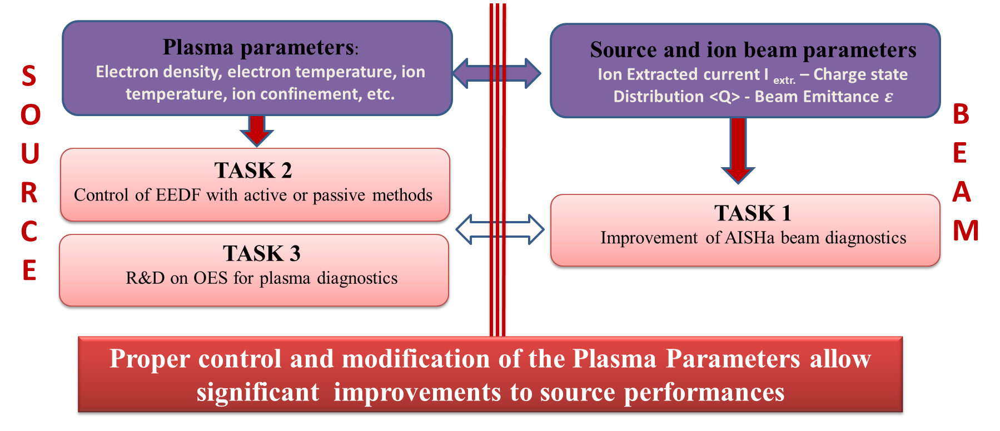 SOURCE
Plasma parameters:
Electron density, electron temperature, ion
temperature, ion confinement, etc.
TASK 2
Control of EEDF with active or passive methods
TASK 3
R&D on OES for plasma diagnostics
Source and ion beam parameters
Ion Extracted current I extr. – Charge state
Distribution <Q> - Beam Emittance ε
TASK 1
Improvement of AISHa beam diagnostics
BEAM
Proper control and modification of the Plasma Parameters allow
significant improvements to source performances